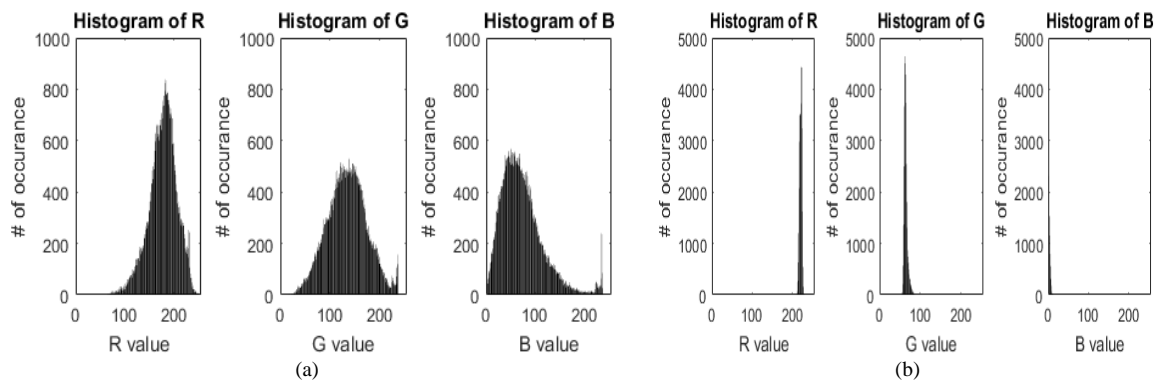 Histogram of R Histogram of G Histogram of B Histogram of R Histogram of G Histogram of B
1000 1000 1000 5000 5000 5000
800 800 800 4000 4000 4000
600 600 600 3000 3000 3000
400 400 400 2000 2000 2000
200 200 200 1000 1000 1000
0 0 0 0 0 0
# of occurance # of occurance # of occurance # of occurance # of occurance # of occurance
0 100 200 0 100 200 0 100 200 0 100 200 0 100 200 0 100 200
R value G value B value R value G value B value
(a) (b)